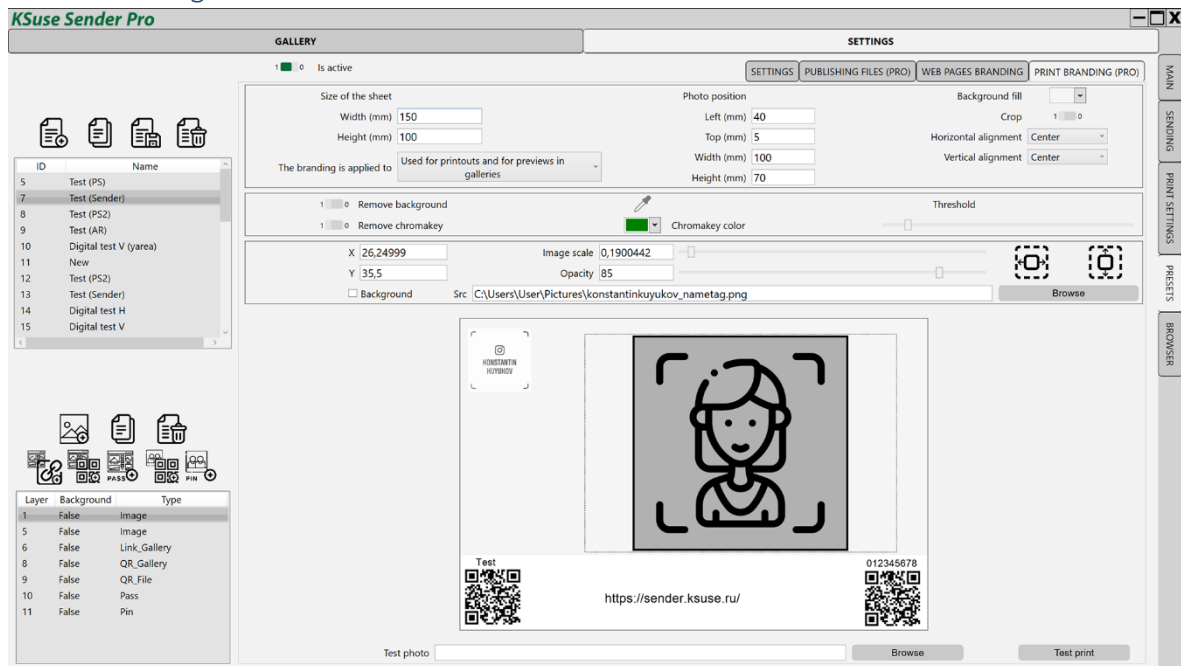 KSuse Sender Pro
GALLERY
SETTINGS
1 0 Is active
SETTINGS
PUBLISHING FILES (PRO)
WEB PAGES BRANDING
PRINT BRANDING (PRO)
MAIN
SENDING
PRINT SETTINGS
PRESETS
BROWSER
Size of the sheet
Width (mm) 150
Height (mm) 100
The branding is applied to
Used for printouts and for previews in
galleries
Photo position
Left (mm) 40
Top (mm) 5
Width (mm) 100
Height (mm) 70
Background fill
Crop 1 0
Horizontal alignment Center
Vertical alignment Center
1 0 Remove background
1 0 Remove chromakey
Chromakey color
Threshold
X 26,24999
Y 35,5
Image scale 0,1900442
Opacity 85
Background
Src C:\Users\User\Pictures\konstantinkuyukov_nametag.png
Browse
ID Name
5 Test (PS)
7 Test (Sender)
8 Test (PS2)
9 Test (AR)
10 Digital test V (yarea)
11 New
12 Test (PS2)
13 Test (Sender)
14 Digital test H
15 Digital test V
PASS
PIN
Layer Background Type
1 False Image
5 False Image
6 False Link_Gallery
8 False QR_Gallery
9 False QR_File
10 False Pass
11 False Pin
KONSTANTIN
KUYUKOV
Test
012345678
https://sender.ksuse.ru/
Test photo
Browse
Test print